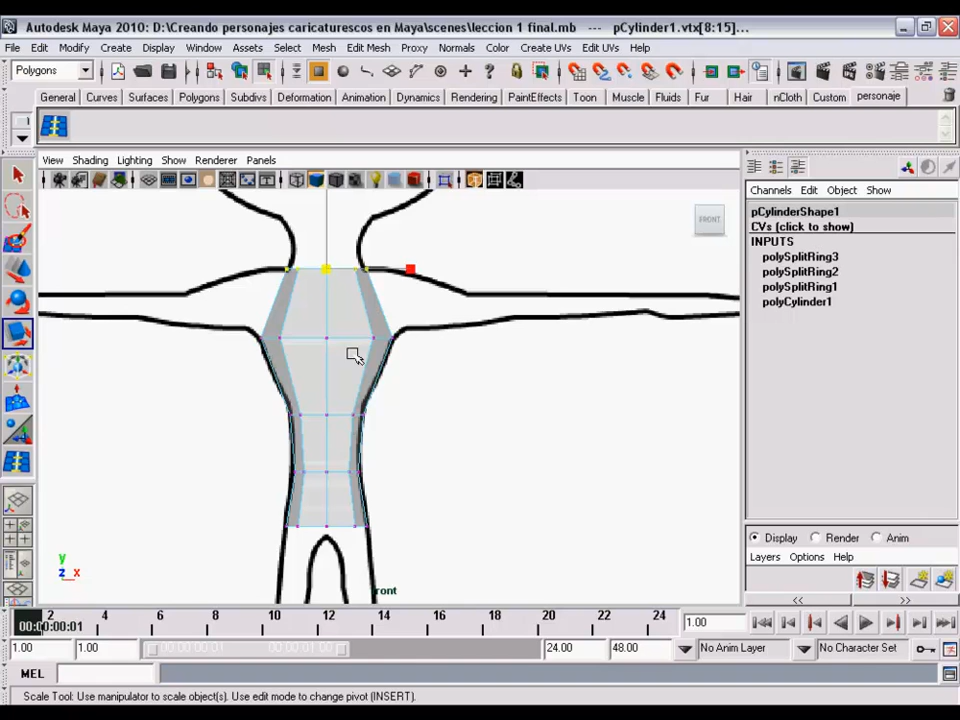 Autodesk Maya 2010: D:\Creando personajes caricaturescos en Maya\scenes\leccion 1 final.mb --- pCylinder1.vtx[8:15]...
File Edit Modify Create Display Window Assets Select Mesh Edit Mesh Proxy Normals Color Create UVs Edit UVs Help
Polygons
General Curves Surfaces Polygons Subdivs Deformation Animation Dynamics Rendering PaintEffects Toon Muscle Fluids Fur Hair nCloth Custom personaje
View Shading Lighting Show Renderer Panels
Channels Edit Object Show
pCylinderShape1
CVs (click to show)
INPUTS
polySplitRing3
polySplitRing2
polySplitRing1
polyCylinder1
FRONT
y
z x
ront
Display Render Anim
Layers Options Help
<< >>
2 4 6 8 10 12 14 16 18 20 22 24
00:00:00:01
1.00
1.00 1.00 24.00 48.00 No Anim Layer No Character Set
MEL
Scale Tool: Use manipulator to scale object(s). Use edit mode to change pivot (INSERT).